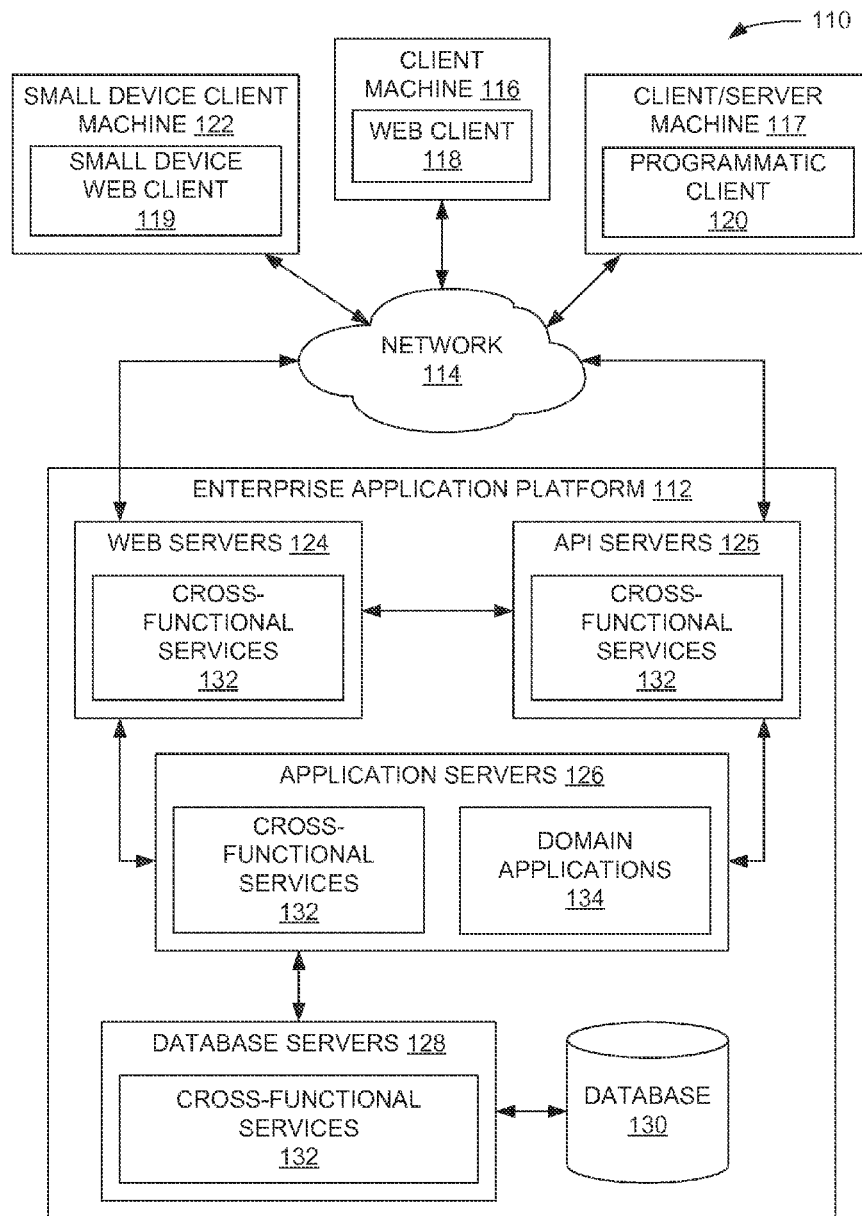 110
SMALL DEVICE CLIENT
MACHINE 122
SMALL DEVICE
WEB CLIENT
119
CLIENT
MACHINE 116
WEB CLIENT
118
CLIENT/SERVER
MACHINE 117
PROGRAMMATIC
CLIENT
120
NETWORK
114
ENTERPRISE APPLICATION PLATFORM 112
WEB SERVERS 124
CROSS-
FUNCTIONAL
SERVICES
132
API SERVERS 125
CROSS-
FUNCTIONAL
SERVICES
132
APPLICATION SERVERS 126
CROSS-
FUNCTIONAL
SERVICES
132
DOMAIN
APPLICATIONS
134
DATABASE SERVERS 128
CROSS-FUNCTIONAL
SERVICES
132
DATABASE
130